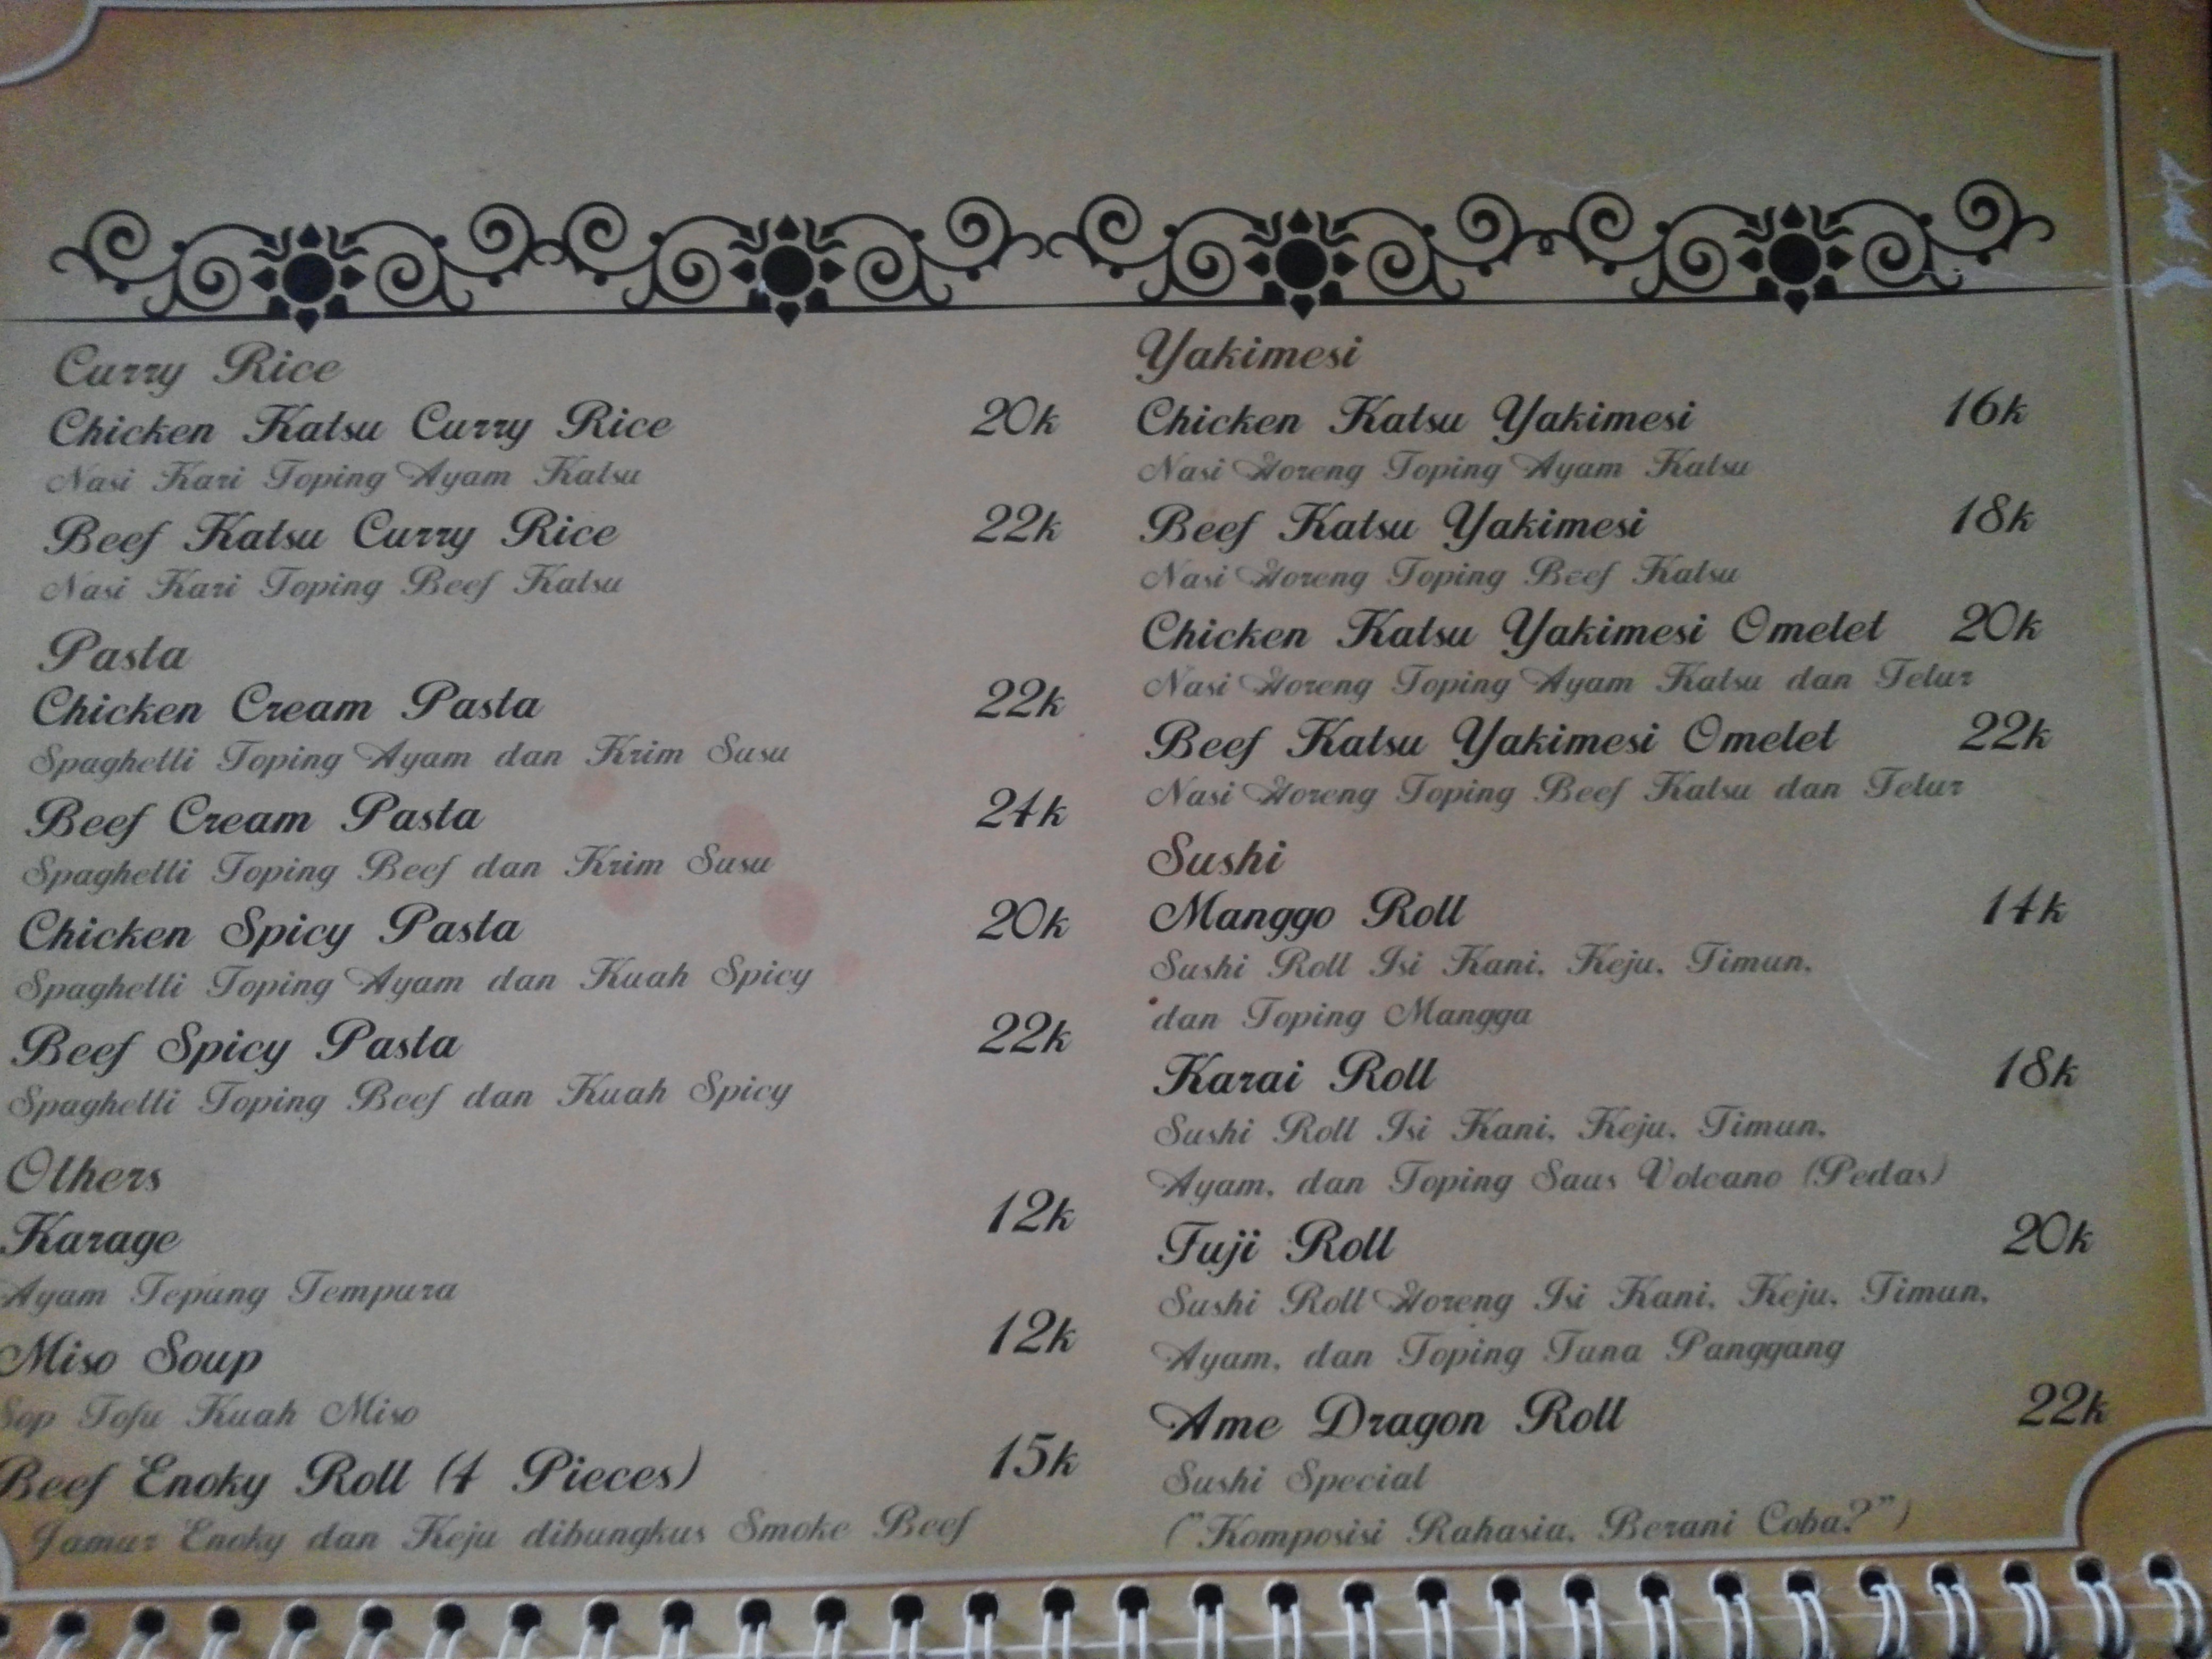 Curry Rice
Chicken Katsu Curry Rice 20k
Nasi Kari Toping Ayam Katsu
Beef Katsu Curry Rice 22k
Nasi Kari Toping Beef Katsu
Pasta
Chicken Cream Pasta 22k
Spaghetti Toping Ayam dan Krim Susu
Beef Cream Pasta 24k
Spaghetti Toping Beef dan Krim Susu
Chicken Spicy Pasta 20k
Spaghetti Toping Ayam dan Kuah Spicy
Beef Spicy Pasta 22k
Spaghetti Toping Beef dan Kuah Spicy
Others
Karage 12k
Ayam Tepung Tempura
Miso Soup 12k
Sop Tofu Kuah Miso
Beef Enoky Roll (4 Pieces) 15k
Jamur Enoky dan Keju dibungkus Smoke Beef
Yakimesi
Chicken Katsu Yakimesi 16k
Nasi Goreng Toping Ayam Katsu
Beef Katsu Yakimesi 18k
Nasi Goreng Toping Beef Katsu
Chicken Katsu Yakimesi Omelet 20k
Nasi Goreng Toping Ayam Katsu dan Telur
Beef Katsu Yakimesi Omelet 22k
Nasi Goreng Toping Beef Katsu dan Telur
Sushi
Manggo Roll 14k
Sushi Roll Isi Kani, Keju, Timun,
dan Toping Mangga
Karai Roll 18k
Sushi Roll Isi Kani, Keju, Timun,
Ayam, dan Toping Saus Volcano (Pedas)
Fuji Roll 20k
Sushi Roll Goreng Isi Kani, Keju, Timun,
Ayam, dan Toping Tuna Panggang
Ame Dragon Roll 22k
Sushi Special
("Komposisi Rahasia, Berani Coba?")